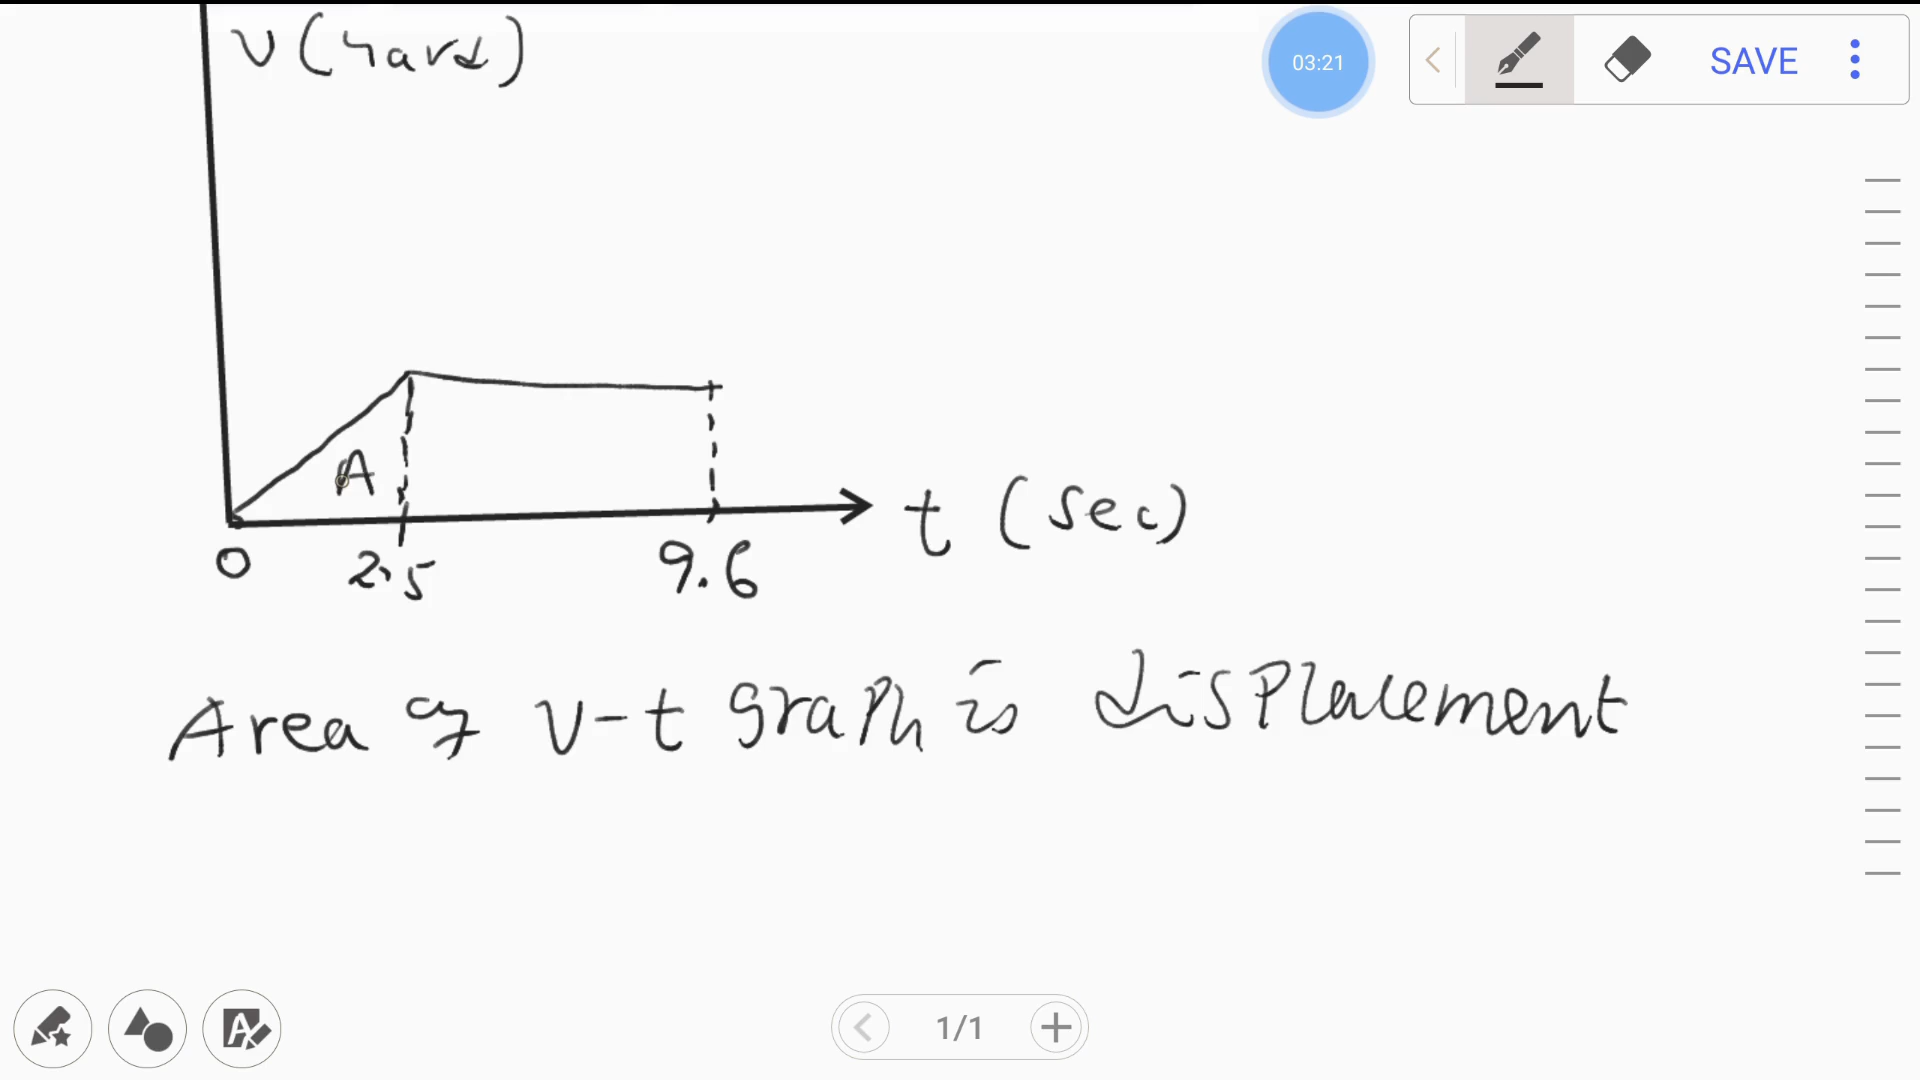 v (yard)
03:21
SAVE
A
t (sec)
0
2.5
9.6
Area of v-t graph is displacement
1/1